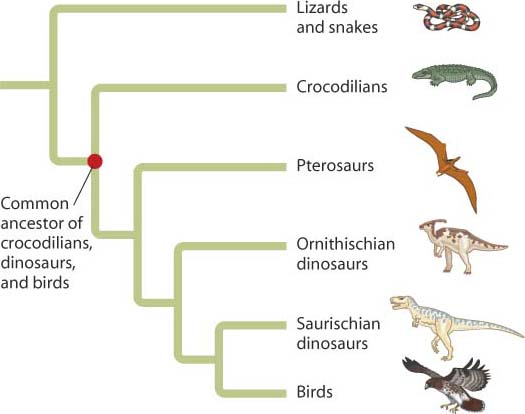 Lizards
and snakes
Crocodilians
Pterosaurs
Common
ancestor of
crocodilians,
dinosaurs,
and birds
Ornithischian
dinosaurs
Saurischian
dinosaurs
Birds